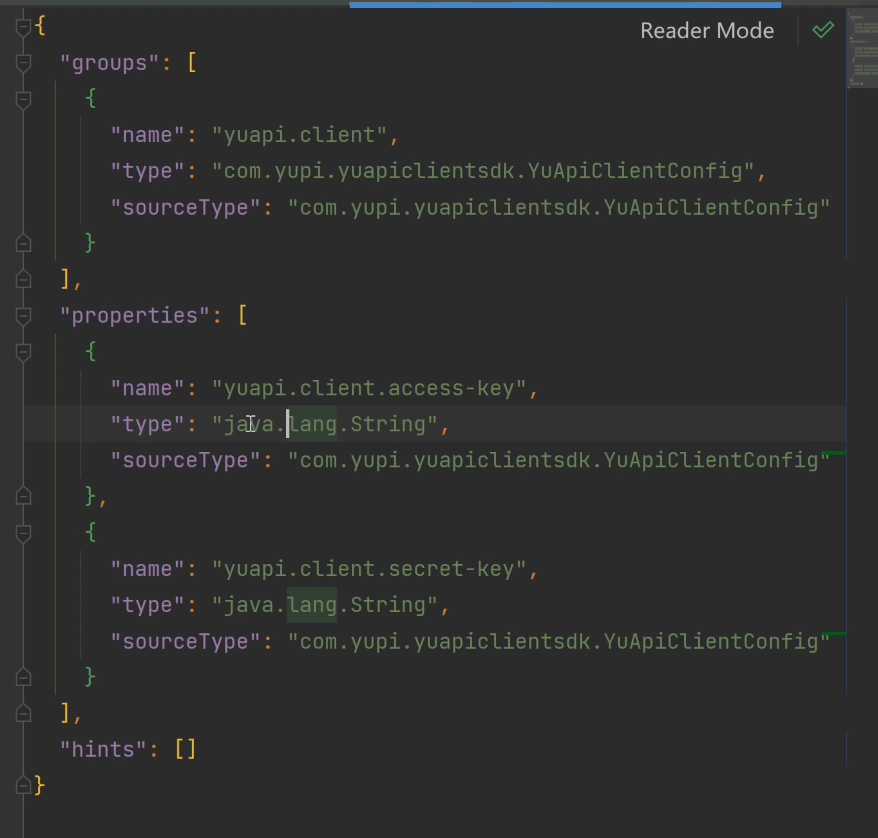 Reader Mode
{
"groups": [
{
"name": "yuapi.client",
"type": "com.yupi.yuapiclientsdk.YuApiClientConfig",
"sourceType": "com.yupi.yuapiclientsdk.YuApiClientConfig"
}
],
"properties": [
{
"name": "yuapi.client.access-key",
"type": "java.lang.String",
"sourceType": "com.yupi.yuapiclientsdk.YuApiClientConfig"
},
{
"name": "yuapi.client.secret-key",
"type": "java.lang.String",
"sourceType": "com.yupi.yuapiclientsdk.YuApiClientConfig"
}
],
"hints": []
}